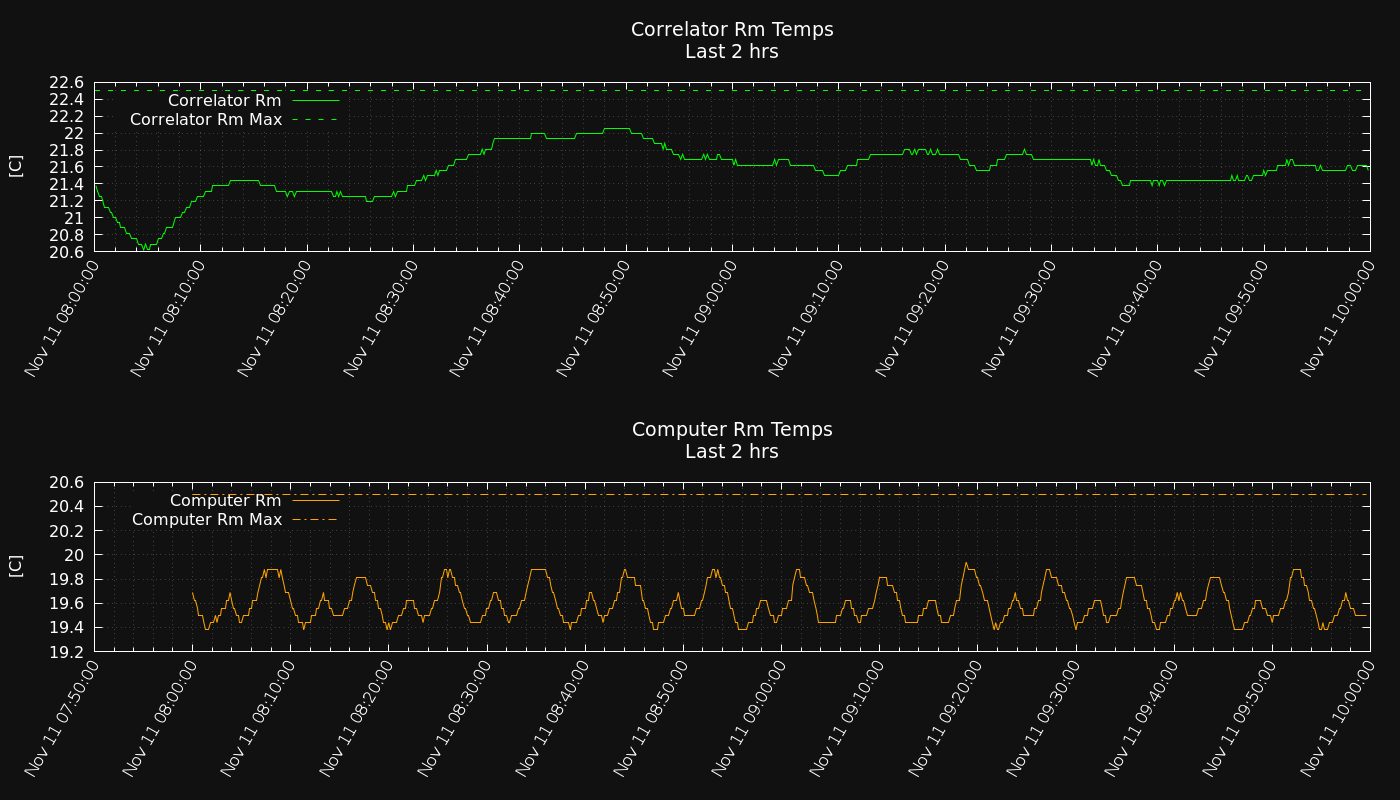 Correlator Rm Temps
Last 2 hrs
22.6
22.4
22.2
22
21.8
21.6
21.4
21.2
21
20.8
20.6
[C]
Correlator Rm
Correlator Rm Max
Nov 11 08:00:00
Nov 11 08:10:00
Nov 11 08:20:00
Nov 11 08:30:00
Nov 11 08:40:00
Nov 11 08:50:00
Nov 11 09:00:00
Nov 11 09:10:00
Nov 11 09:20:00
Nov 11 09:30:00
Nov 11 09:40:00
Nov 11 09:50:00
Nov 11 10:00:00
Computer Rm Temps
Last 2 hrs
20.6
20.4
20.2
20
19.8
19.6
19.4
19.2
[C]
Computer Rm
Computer Rm Max
Nov 11 07:50:00
Nov 11 08:00:00
Nov 11 08:10:00
Nov 11 08:20:00
Nov 11 08:30:00
Nov 11 08:40:00
Nov 11 08:50:00
Nov 11 09:00:00
Nov 11 09:10:00
Nov 11 09:20:00
Nov 11 09:30:00
Nov 11 09:40:00
Nov 11 09:50:00
Nov 11 10:00:00